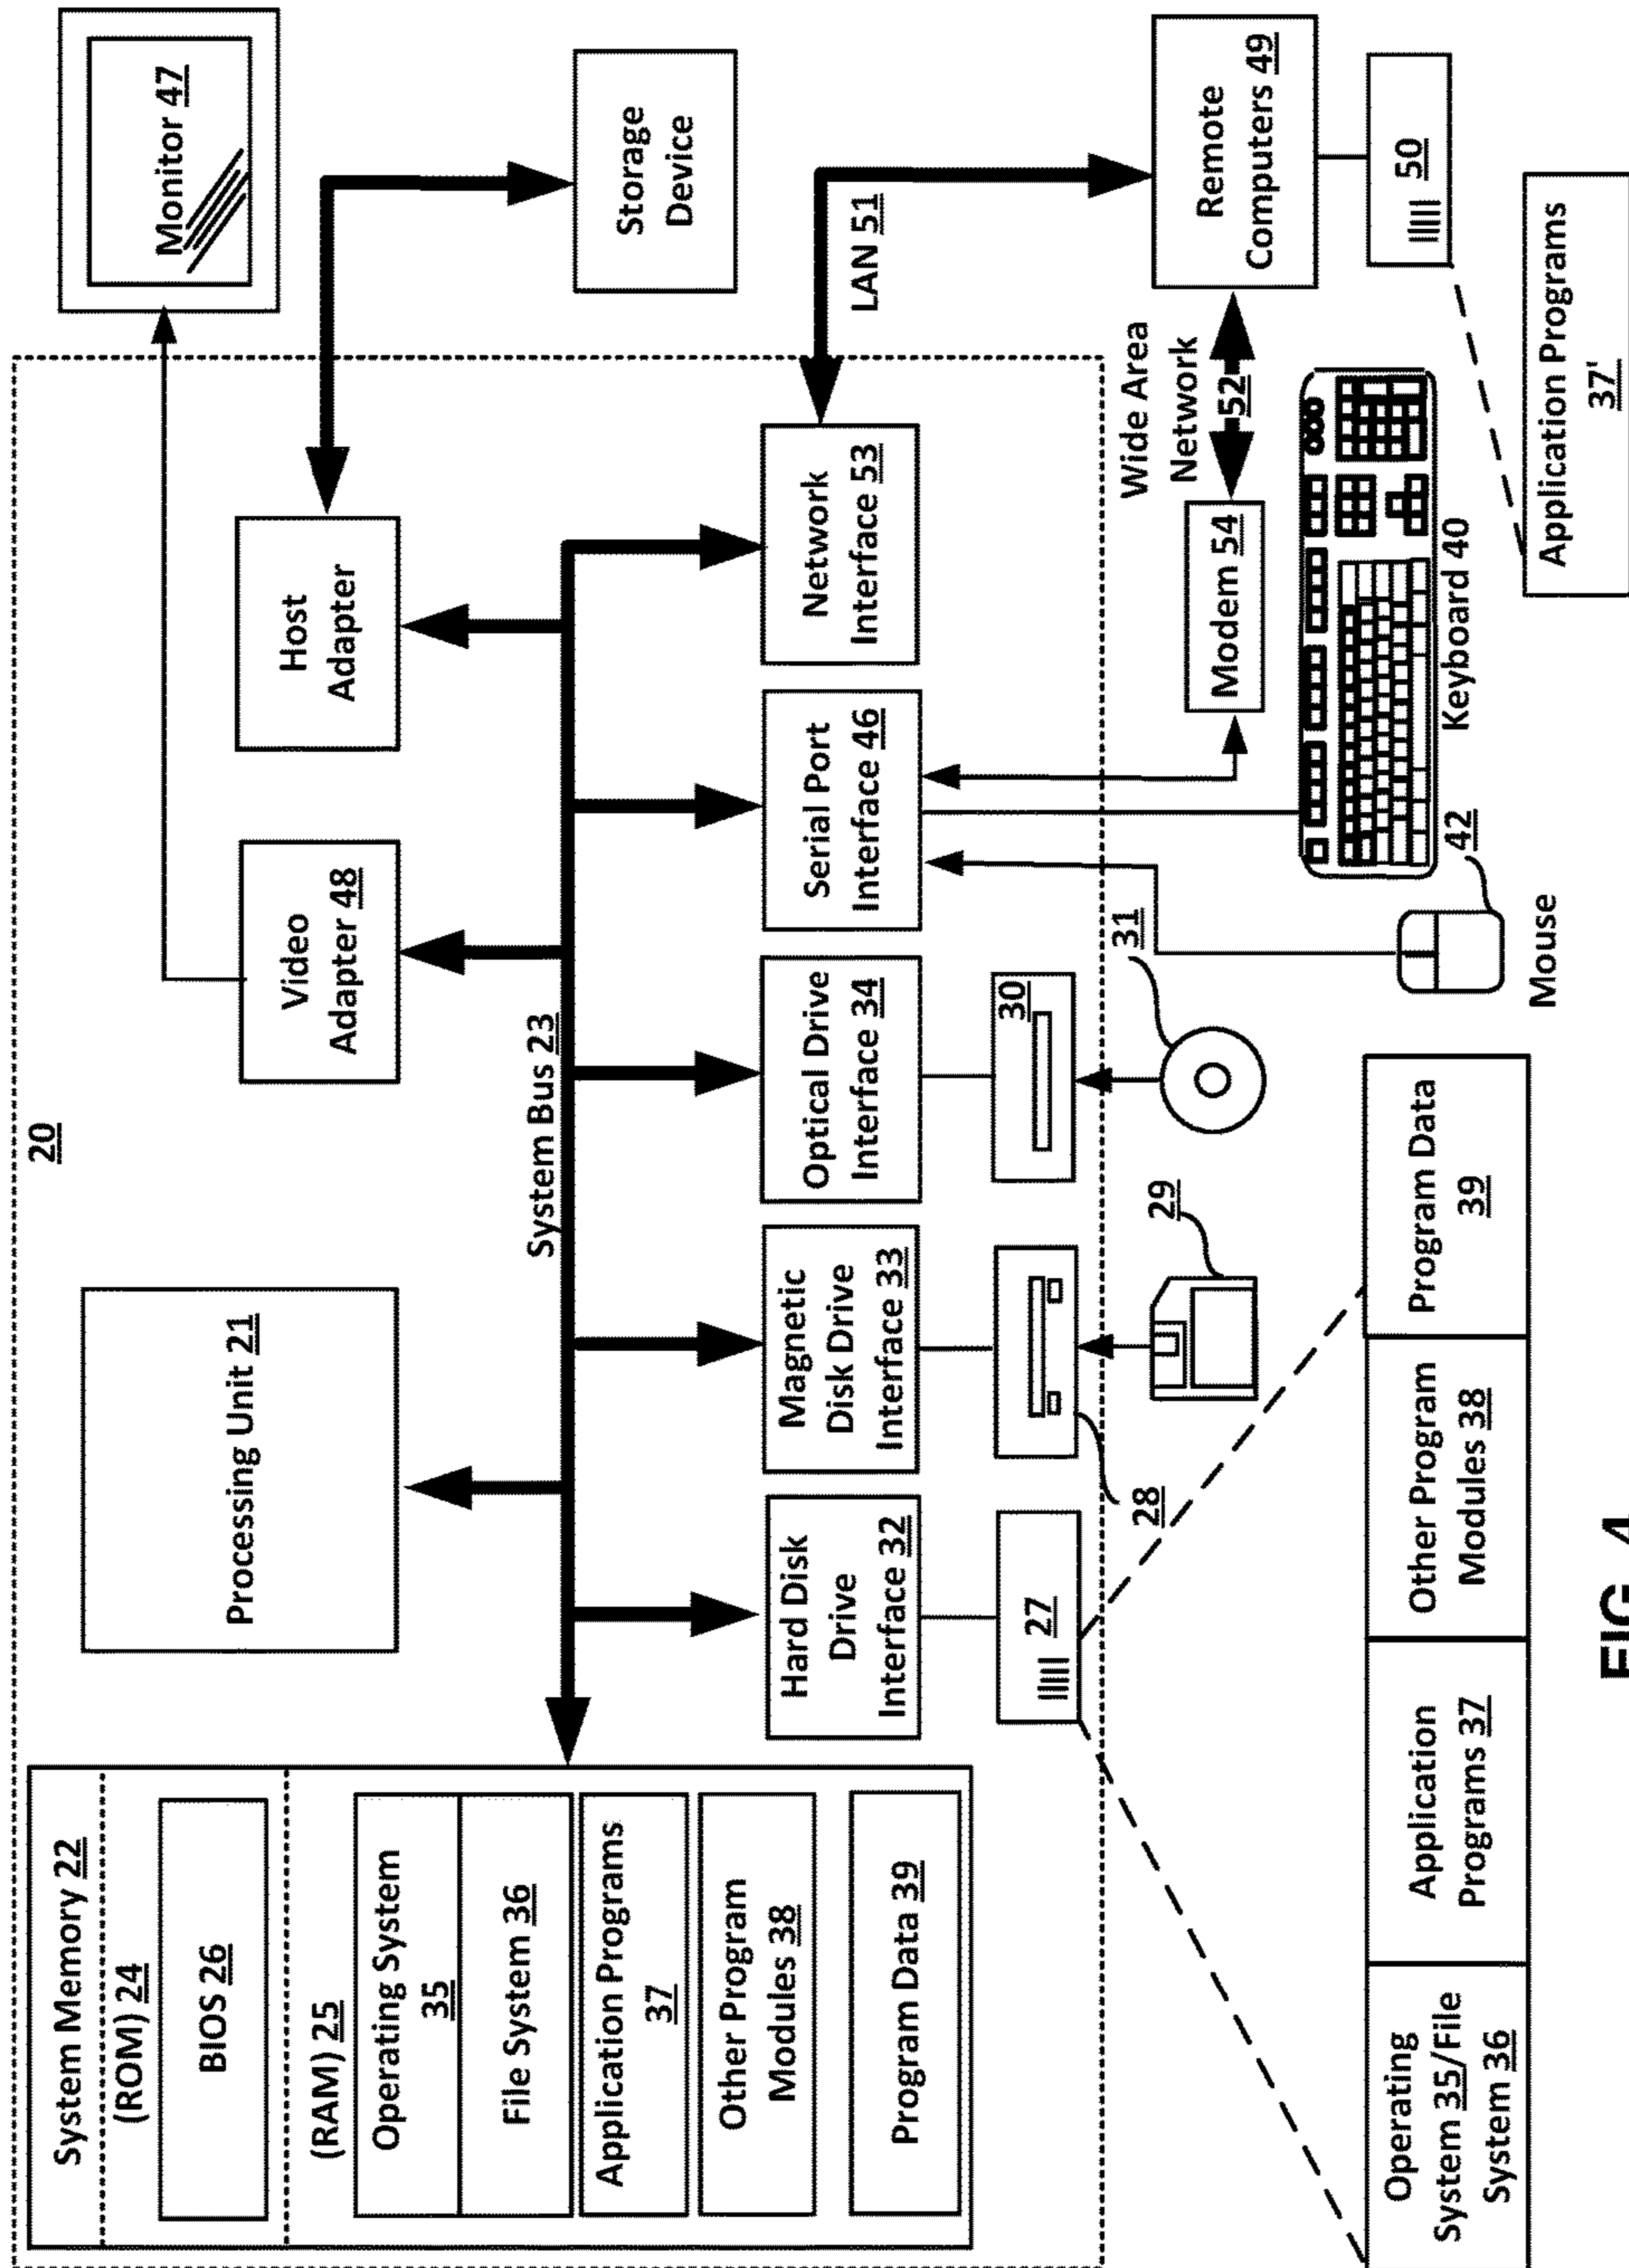 20
System Memory 22
(ROM) 24
BIOS 26
(RAM) 25
Operating System
35
File System 36
Application Programs
37
Other Program
Modules 38
Program Data 39
Processing Unit 21
Video
Adapter 48
Host
Adapter
Monitor 47
Storage
Device
System Bus 23
Hard Disk
Drive
Interface 32
Magnetic
Disk Drive
Interface 33
Optical Drive
Interface 34
Serial Port
Interface 46
Network
Interface 53
LAN 51
27
28
30
29
31
Wide Area
Network
52
Modem 54
Remote
Computers 49
50
Keyboard 40
42
Mouse
Operating
System 35/File
System 36
Application
Programs 37
Other Program
Modules 38
Program Data
39
Application Programs
37'
FIG. 4